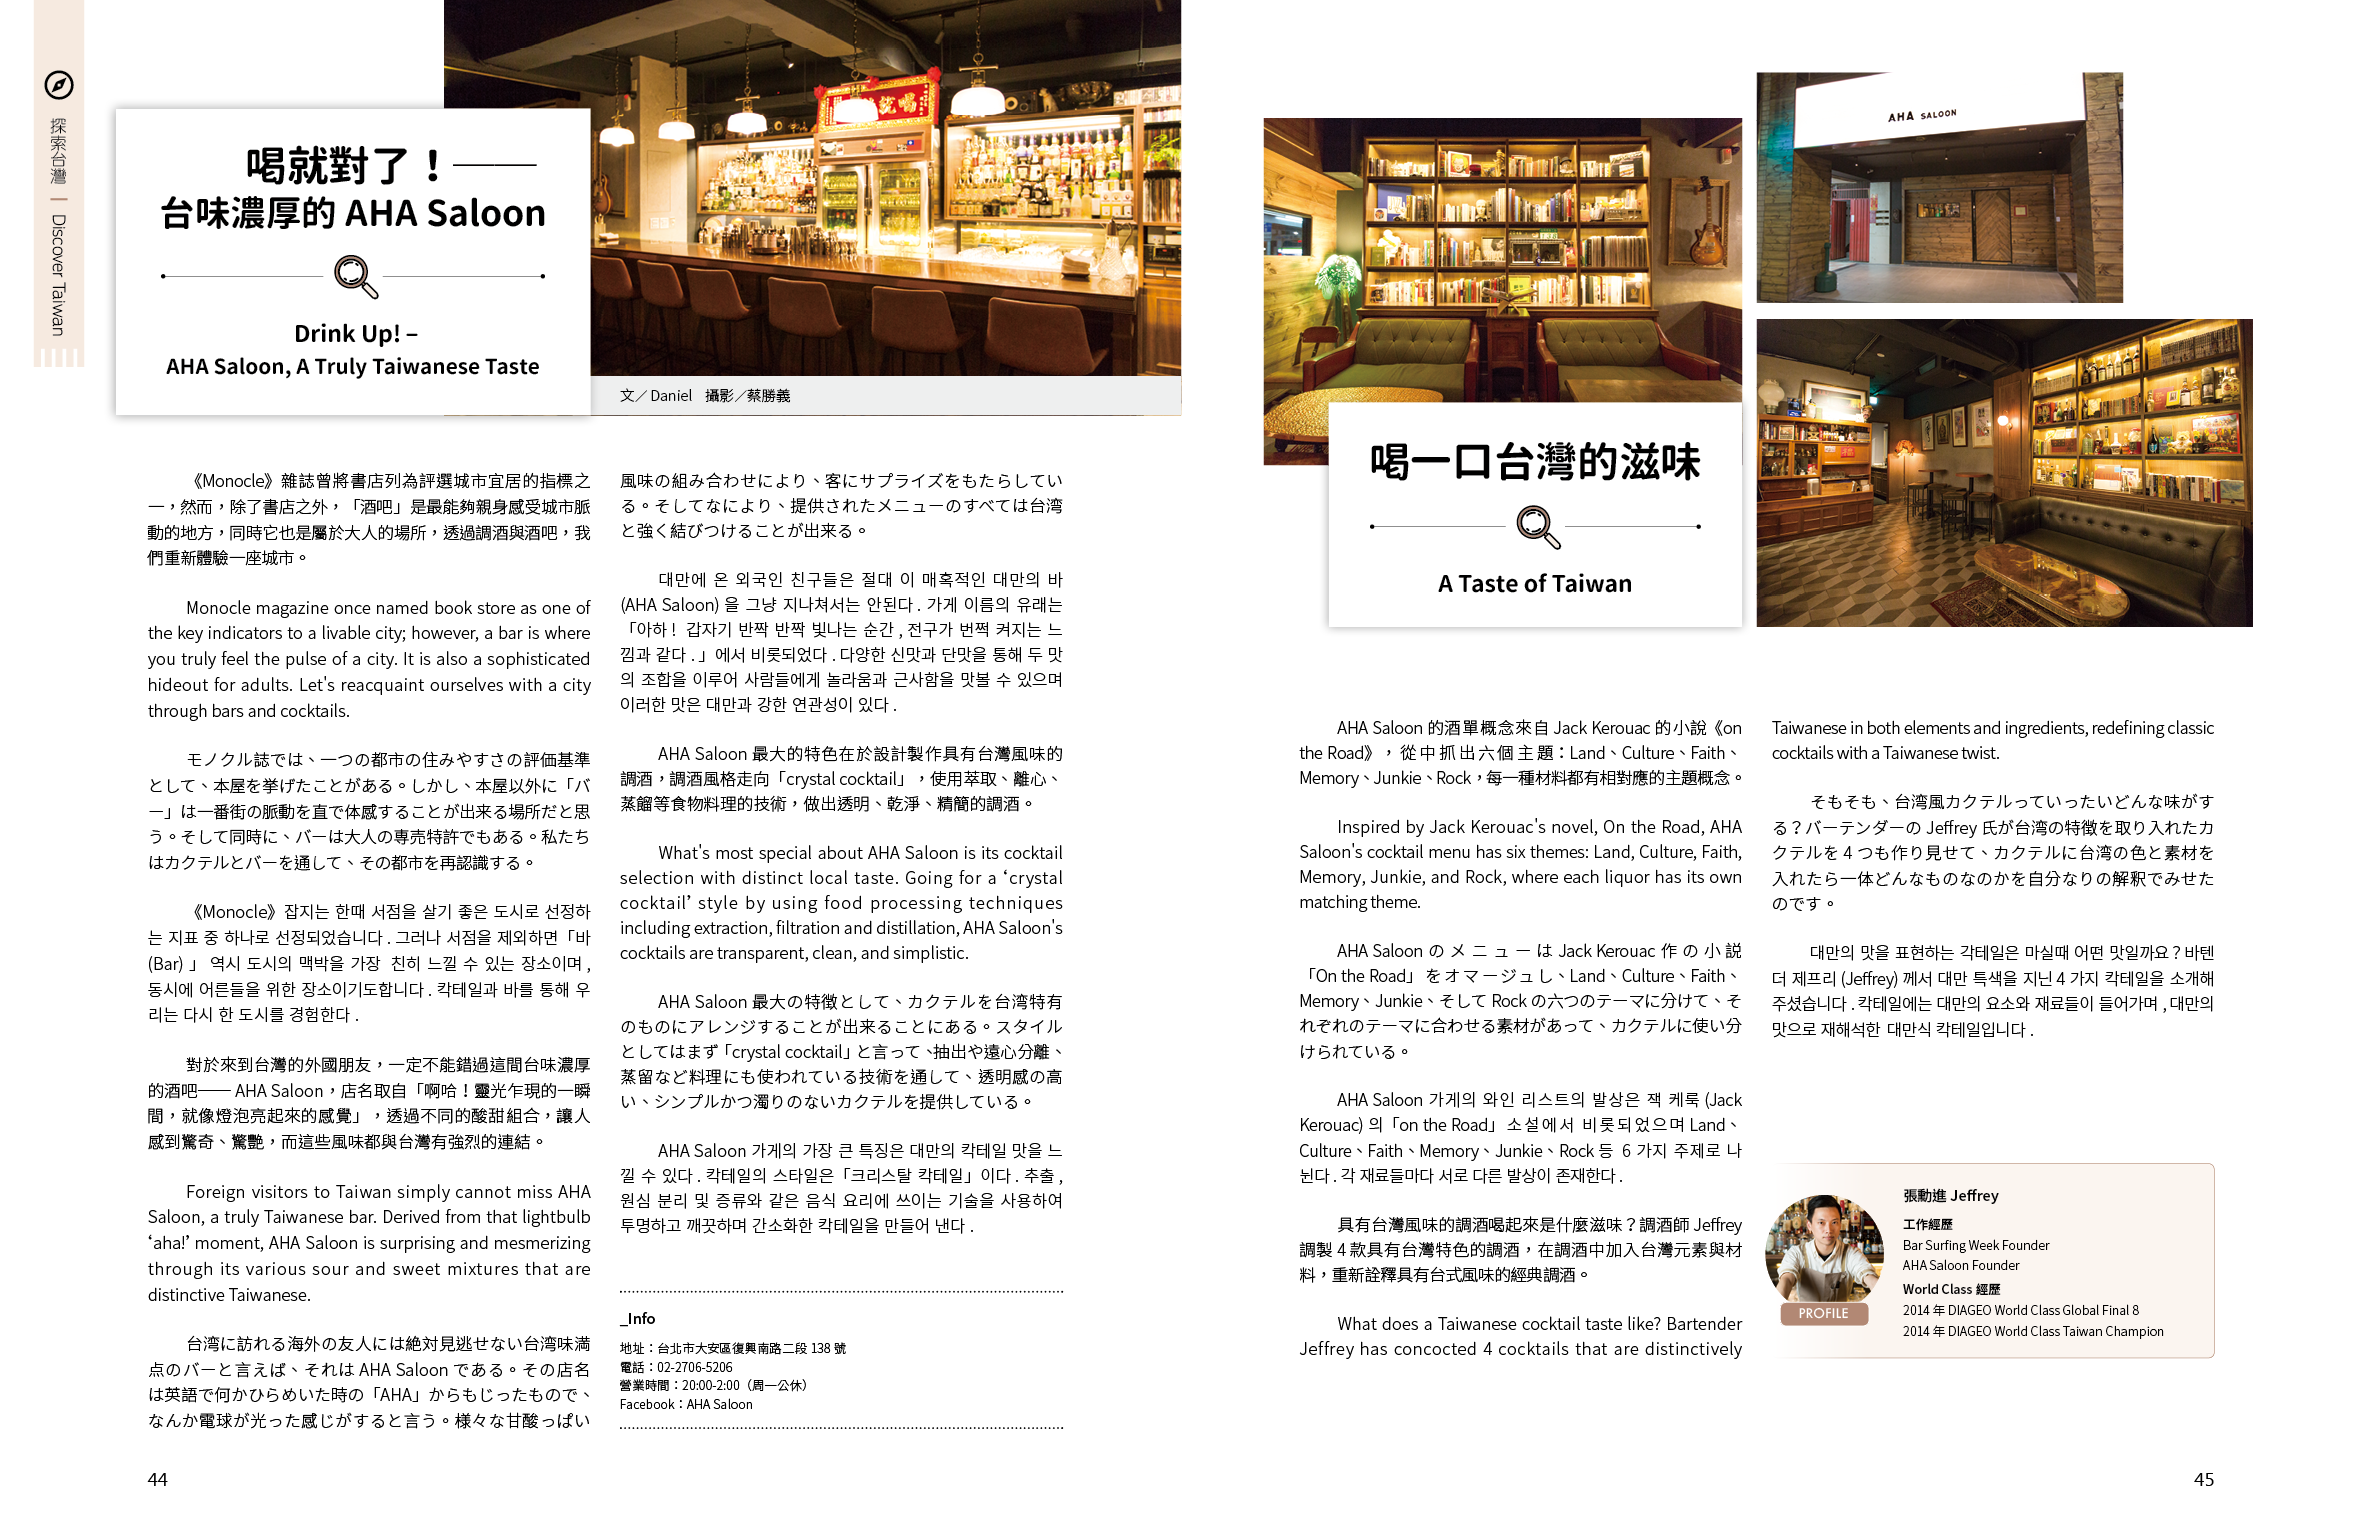 探索台灣 | Discover Taiwan
喝就對了！——
台味濃厚的 AHA Saloon
Drink Up! –
AHA Saloon, A Truly Taiwanese Taste
文／ Daniel　攝影／蔡勝義
《Monocle》雜誌曾將書店列為評選城市宜居的指標之
一，然而，除了書店之外，「酒吧」是最能夠親身感受城市脈
動的地方，同時它也是屬於大人的場所，透過調酒與酒吧，我
們重新體驗一座城市。
Monocle magazine once named book store as one of
the key indicators to a livable city; however, a bar is where
you truly feel the pulse of a city. It is also a sophisticated
hideout for adults. Let's reacquaint ourselves with a city
through bars and cocktails.
モノクル誌では、一つの都市の住みやすさの評価基準
として、本屋を挙げたことがある。しかし、本屋以外に「バ
ー」は一番街の脈動を直で体感することが出来る場所だと思
う。そして同時に、バーは大人の専売特許でもある。私たち
はカクテルとバーを通して、その都市を再認識する。
《Monocle》잡지는 한때 서점을 살기 좋은 도시로 선정하
는 지표 중 하나로 선정되었습니다 . 그러나 서점을 제외하면「바
(Bar) 」 역시 도시의 맥박을 가장 친히 느낄 수 있는 장소이며 ,
동시에 어른들을 위한 장소이기도합니다 . 칵테일과 바를 통해 우
리는 다시 한 도시를 경험한다 .
對於來到台灣的外國朋友，一定不能錯過這間台味濃厚
的酒吧—— AHA Saloon，店名取自「啊哈！靈光乍現的一瞬
間，就像燈泡亮起來的感覺」，透過不同的酸甜組合，讓人
感到驚奇、驚艷，而這些風味都與台灣有強烈的連結。
Foreign visitors to Taiwan simply cannot miss AHA
Saloon, a truly Taiwanese bar. Derived from that lightbulb
‘aha!’ moment, AHA Saloon is surprising and mesmerizing
through its various sour and sweet mixtures that are
distinctive Taiwanese.
台湾に訪れる海外の友人には絶対見逃せない台湾味満
点のバーと言えば、それは AHA Saloon である。その店名
は英語で何かひらめいた時の「AHA」からもじったもので、
なんか電球が光った感じがすると言う。様々な甘酸っぱい
風味の組み合わせにより、客にサプライズをもたらしてい
る。そしてなにより、提供されたメニューのすべては台湾
と強く結びつけることが出来る。
대만에 온 외국인 친구들은 절대 이 매혹적인 대만의 바
(AHA Saloon) 을 그냥 지나쳐서는 안된다 . 가게 이름의 유래는
「아하 ! 갑자기 반짝 반짝 빛나는 순간 , 전구가 번쩍 켜지는 느
낌과 같다 . 」에서 비롯되었다 . 다양한 신맛과 단맛을 통해 두 맛
의 조합을 이루어 사람들에게 놀라움과 근사함을 맛볼 수 있으며
이러한 맛은 대만과 강한 연관성이 있다 .
AHA Saloon 最大的特色在於設計製作具有台灣風味的
調酒，調酒風格走向「crystal cocktail」，使用萃取、離心、
蒸餾等食物料理的技術，做出透明、乾淨、精簡的調酒。
What's most special about AHA Saloon is its cocktail
selection with distinct local taste. Going for a ‘crystal
cocktail’ style by using food processing techniques
including extraction, filtration and distillation, AHA Saloon's
cocktails are transparent, clean, and simplistic.
AHA Saloon 最大の特徴として、カクテルを台湾特有
のものにアレンジすることが出来ることにある。スタイル
としてはまず「crystal cocktail」と言って、抽出や遠心分離、
蒸留など料理にも使われている技術を通して、透明感の高
い、シンプルかつ濁りのないカクテルを提供している。
AHA Saloon 가게의 가장 큰 특징은 대만의 칵테일 맛을 느
낄 수 있다 . 칵테일의 스타일은「크리스탈 칵테일」이다 . 추출 ,
원심 분리 및 증류와 같은 음식 요리에 쓰이는 기술을 사용하여
투명하고 깨끗하며 간소화한 칵테일을 만들어 낸다 .
_Info
地址：台北市大安區復興南路二段 138 號
電話：02-2706-5206
營業時間：20:00-2:00（周一公休）
Facebook：AHA Saloon
44
AHA SALOON
喝一口台灣的滋味
A Taste of Taiwan
AHA Saloon 的酒單概念來自 Jack Kerouac 的小說《on
the Road》，從中抓出六個主題：Land、Culture、Faith、
Memory、Junkie、Rock，每一種材料都有相對應的主題概念。
Inspired by Jack Kerouac's novel, On the Road, AHA
Saloon's cocktail menu has six themes: Land, Culture, Faith,
Memory, Junkie, and Rock, where each liquor has its own
matching theme.
AHA Saloon のメニューは Jack Kerouac 作の小説
「On the Road」をオマージュし、Land、Culture、Faith、
Memory、Junkie、そして Rock の六つのテーマに分けて、そ
れぞれのテーマに合わせる素材があって、カクテルに使い分
けられている。
AHA Saloon 가게의 와인 리스트의 발상은 잭 케룩 (Jack
Kerouac) 의「on the Road」소설에서 비롯되었으며 Land、
Culture、Faith、Memory、Junkie、Rock 등 6 가지 주제로 나
뉜다 . 각 재료들마다 서로 다른 발상이 존재한다 .
具有台灣風味的調酒喝起來是什麼滋味？調酒師 Jeffrey
調製 4 款具有台灣特色的調酒，在調酒中加入台灣元素與材
料，重新詮釋具有台式風味的經典調酒。
What does a Taiwanese cocktail taste like? Bartender
Jeffrey has concocted 4 cocktails that are distinctively
Taiwanese in both elements and ingredients, redefining classic
cocktails with a Taiwanese twist.
そもそも、台湾風カクテルっていったいどんな味がす
る？バーテンダーの Jeffrey 氏が台湾の特徴を取り入れたカ
クテルを 4 つも作り見せて、カクテルに台湾の色と素材を
入れたら一体どんなものなのかを自分なりの解釈でみせた
のです。
대만의 맛을 표현하는 각테일은 마실때 어떤 맛일까요 ? 바텐
더 제프리 (Jeffrey) 께서 대만 특색을 지닌 4 가지 칵테일을 소개해
주셨습니다 . 칵테일에는 대만의 요소와 재료들이 들어가며 , 대만의
맛으로 재해석한 대만식 칵테일입니다 .
PROFILE
張勳進 Jeffrey
工作經歷
Bar Surfing Week Founder
AHA Saloon Founder
World Class 經歷
2014 年 DIAGEO World Class Global Final 8
2014 年 DIAGEO World Class Taiwan Champion
45